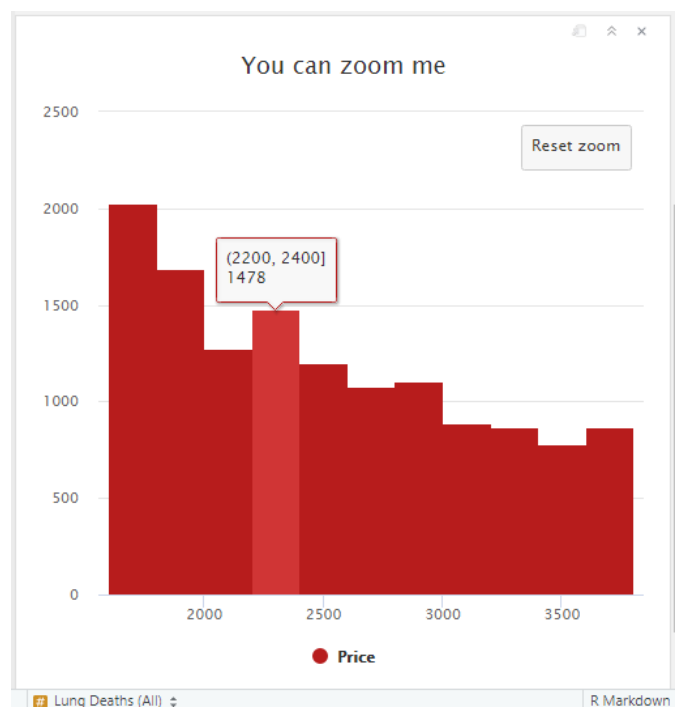 You can zoom me
2500
Reset zoom
2000
(2200, 2400]
1478
1500
1000
500
0
2000 2500 3000 3500
Price
# Lung Deaths (All) R Markdown